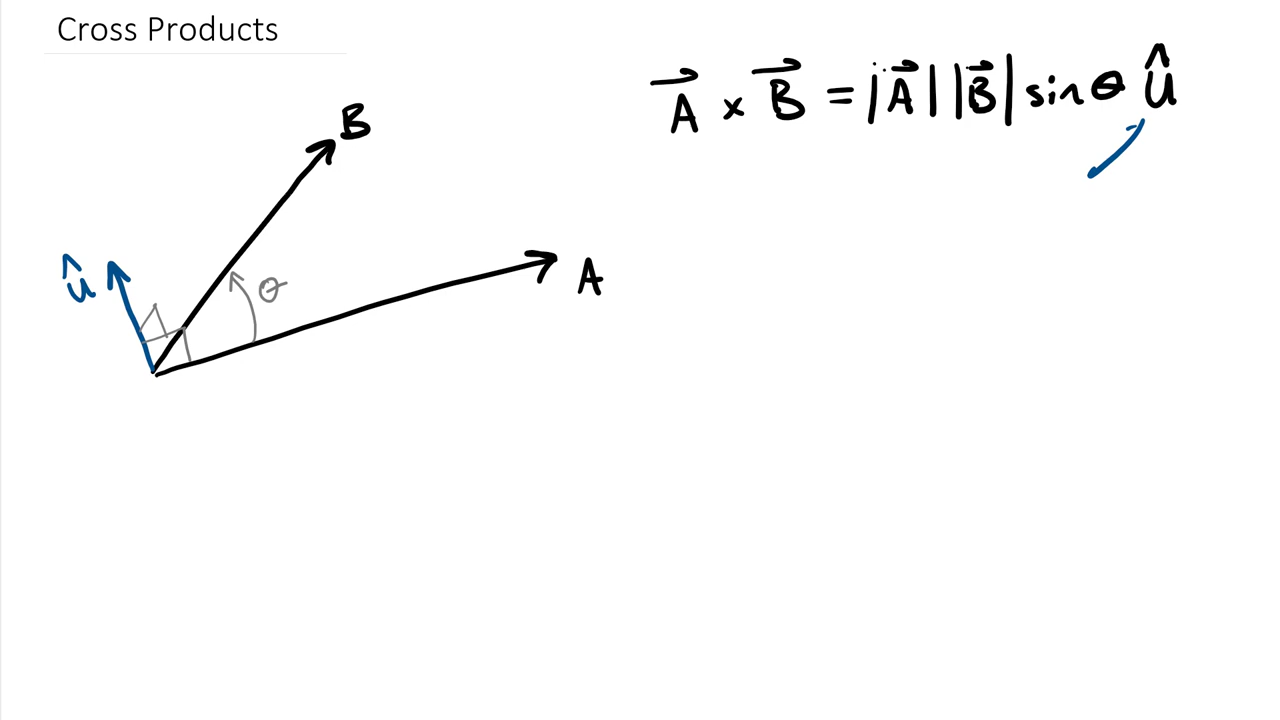 Cross Products
A⃗ × B⃗ = |A⃗| |B⃗| sin θ û
B
û
θ
A